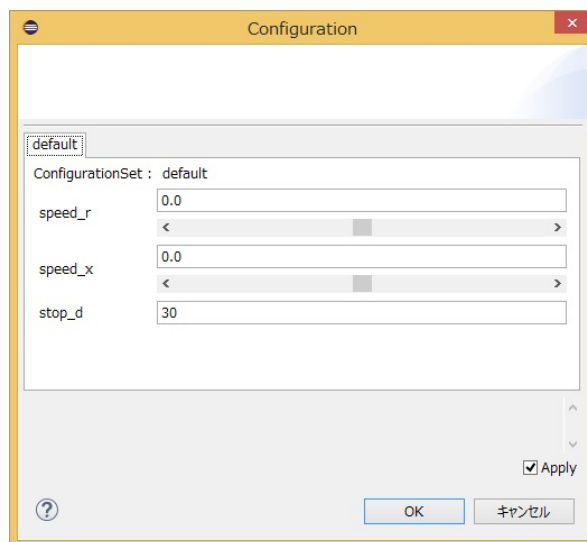 Configuration
default
ConfigurationSet : default
speed_r
0.0
speed_x
0.0
stop_d
30
Apply
OK
キャンセル